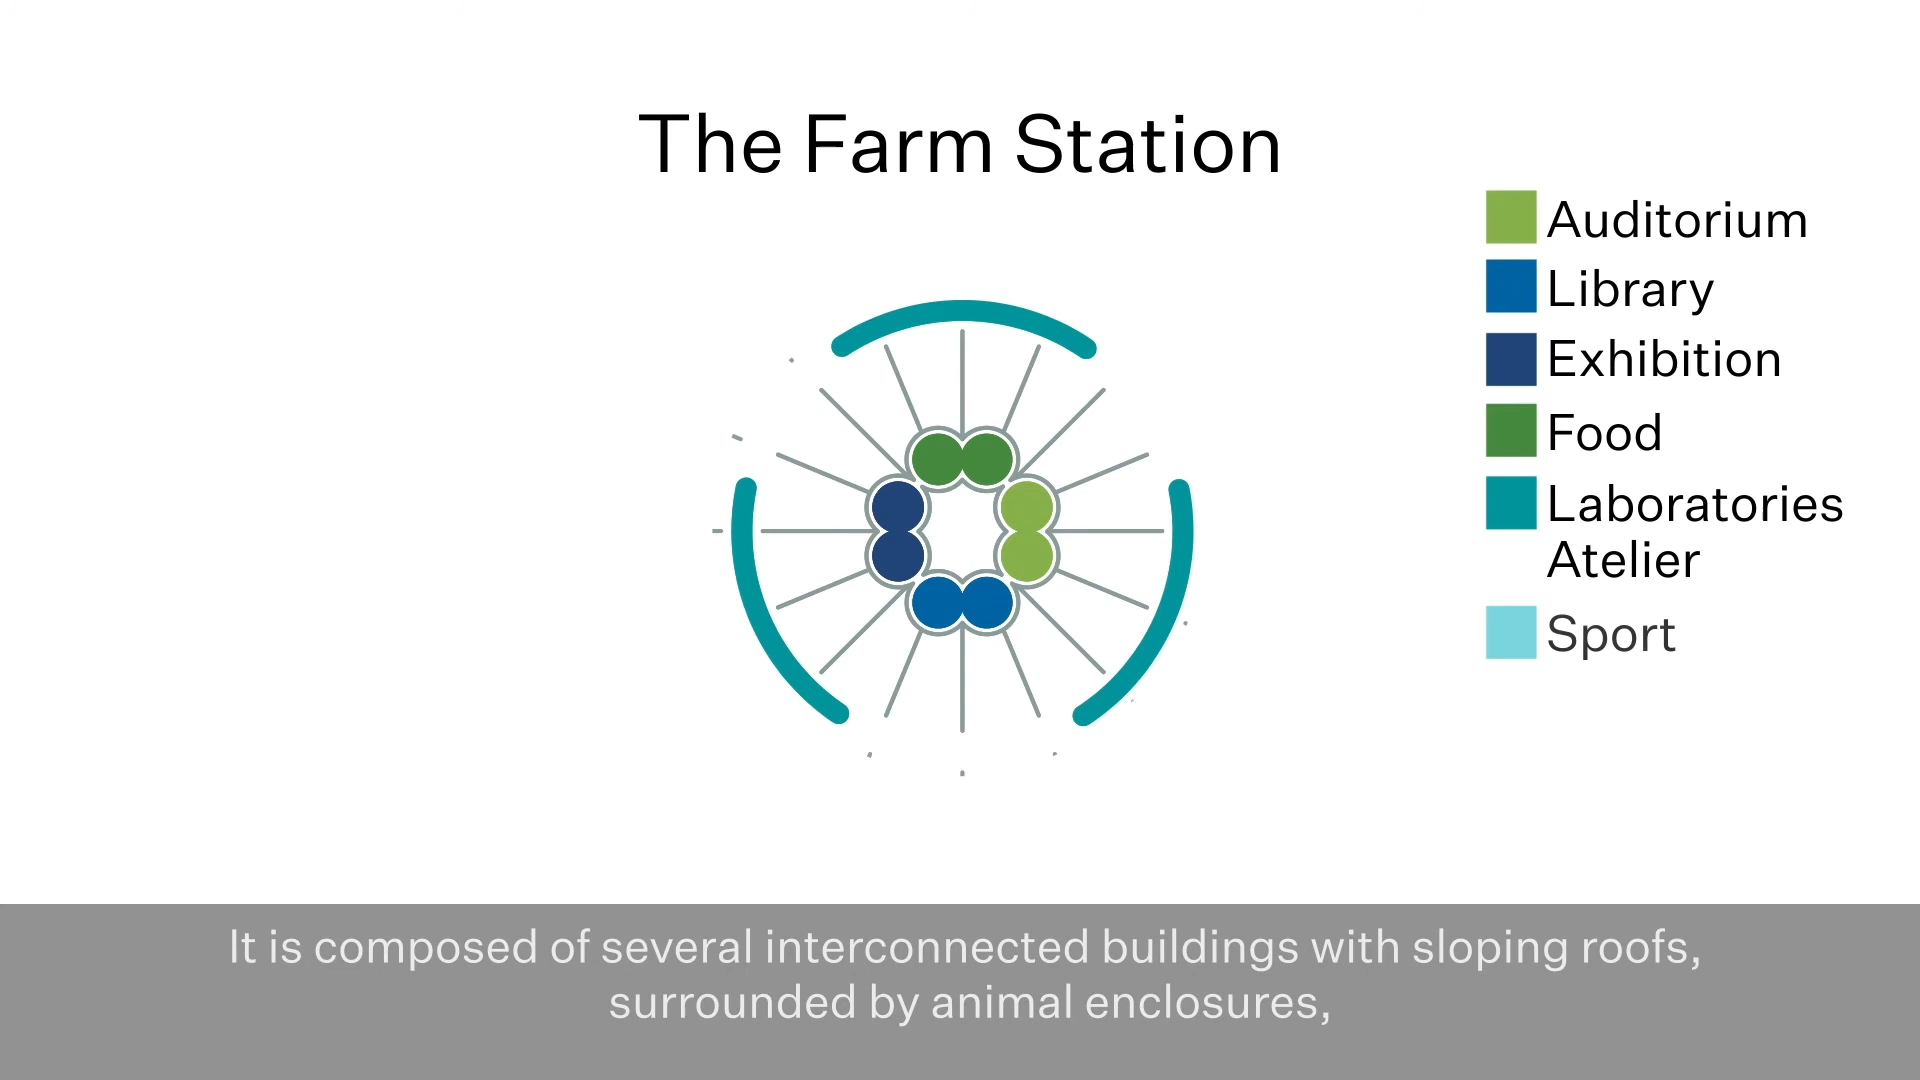 The Farm Station
Auditorium
Library
Exhibition
Food
Laboratories
Atelier
Sport
It is composed of several interconnected buildings with sloping roofs,
surrounded by animal enclosures,